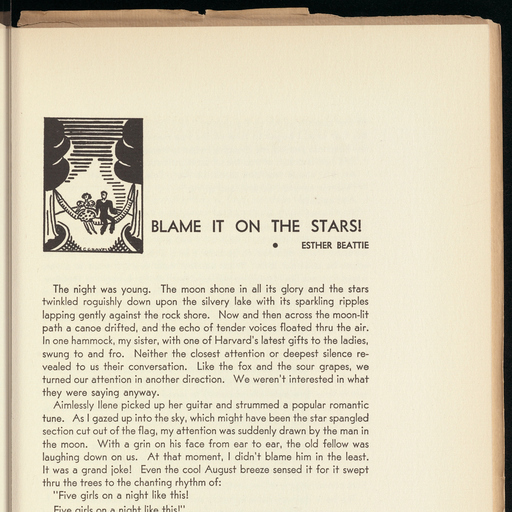 BLAME IT ON THE STARS!
• ESTHER BEATTIE
The night was young. The moon shone in all its glory and the stars
twinkled roguishly down upon the silvery lake with its sparkling ripples
lapping gently against the rock shore. Now and then across the moon-lit
path a canoe drifted, and the echo of tender voices floated thru the air.
In one hammock, my sister, with one of Harvard's latest gifts to the ladies,
swung to and fro. Neither the closest attention or deepest silence re-
vealed to us their conversation. Like the fox and the sour grapes, we
turned our attention in another direction. We weren't interested in what
they were saying anyway.
Aimlessly Ilene picked up her guitar and strummed a popular romantic
tune. As I gazed up into the sky, which might have been the star spangled
section cut out of the flag, my attention was suddenly drawn by the man in
the moon. With a grin on his face from ear to ear, the old fellow was
laughing down on us. At that moment, I didn't blame him in the least.
It was a grand joke! Even the cool August breeze sensed it for it swept
thru the trees to the chanting rhythm of:
"Five girls on a night like this!
Five girls on a night like this!"